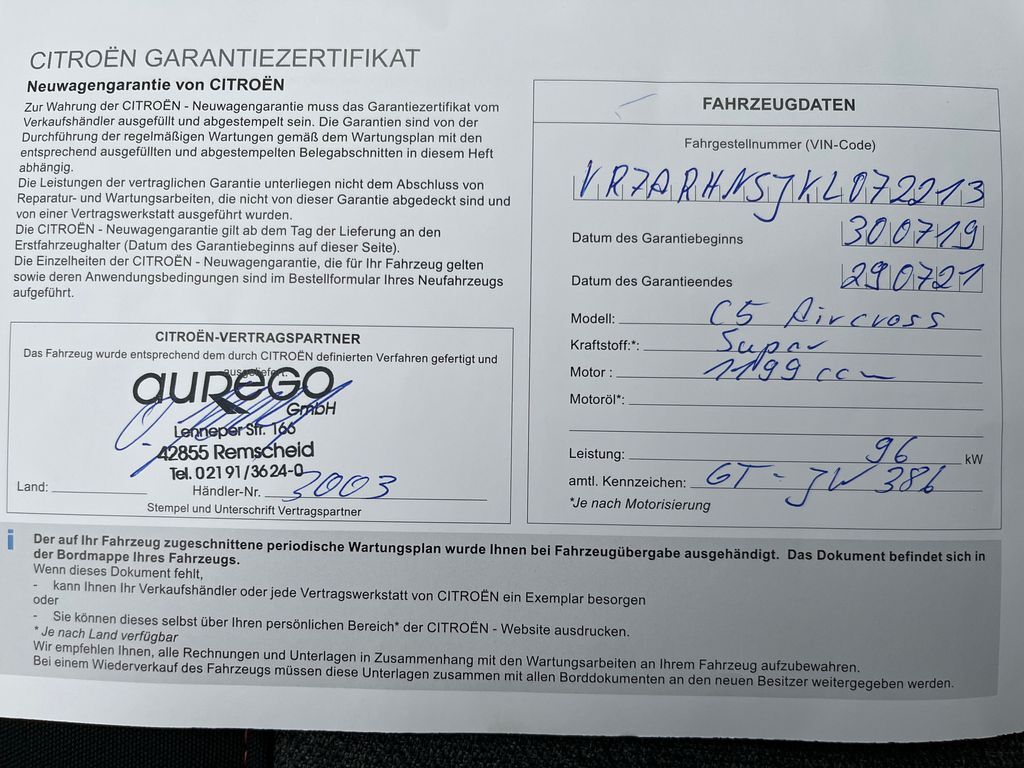 CITROËN GARANTIEZERTIFIKAT
Neuwagengarantie von CITROËN
Zur Wahrung der CITROËN - Neuwagengarantie muss das Garantiezertifikat vom
Verkaufshändler ausgefüllt und abgestempelt sein. Die Garantien sind von der
Durchführung der regelmäßigen Wartungen gemäß dem Wartungsplan mit den
entsprechend ausgefüllten und abgestempelten Belegabschnitten in diesem Heft
abhängig.
Die Leistungen der vertraglichen Garantie unterliegen nicht dem Abschluss von
Reparatur- und Wartungsarbeiten, die nicht von dieser Garantie abgedeckt sind und
von einer Vertragswerkstatt ausgeführt wurden.
Die CITROËN - Neuwagengarantie gilt ab dem Tag der Lieferung an den
Erstfahrzeughalter (Datum des Garantiebeginns auf dieser Seite).
Die Einzelheiten der CITROËN - Neuwagengarantie, die für Ihr Fahrzeug gelten
sowie deren Anwendungsbedingungen sind im Bestellformular Ihres Neufahrzeugs
aufgeführt.
CITROËN-VERTRAGSPARTNER
Das Fahrzeug wurde entsprechend dem durch CITROËN definierten Verfahren gefertigt und
ausgeliefert.
auREGO
GmbH
Lenneper Str. 166
42855 Remscheid
Tel. 02191/3624-0
Land:
Händler-Nr. 3003
Stempel und Unterschrift Vertragspartner
FAHRZEUGDATEN
Fahrgestellnummer (VIN-Code)
VR7ARHNSJKL072213
Datum des Garantiebeginns 300719
Datum des Garantieendes 290721
Modell: C5 Aircross
Kraftstoff:*: Super
Motor : 1199 ccm
Motoröl*:
Leistung: 96 kW
amtl. Kennzeichen: GT - JW 386
*Je nach Motorisierung
Der auf Ihr Fahrzeug zugeschnittene periodische Wartungsplan wurde Ihnen bei Fahrzeugübergabe ausgehändigt. Das Dokument befindet sich in
der Bordmappe Ihres Fahrzeugs.
Wenn dieses Dokument fehlt,
- kann Ihnen Ihr Verkaufshändler oder jede Vertragswerkstatt von CITROËN ein Exemplar besorgen
oder
- Sie können dieses selbst über Ihren persönlichen Bereich* der CITROËN - Website ausdrucken.
* Je nach Land verfügbar
Wir empfehlen Ihnen, alle Rechnungen und Unterlagen in Zusammenhang mit den Wartungsarbeiten an Ihrem Fahrzeug aufzubewahren.
Bei einem Wiederverkauf des Fahrzeugs müssen diese Unterlagen zusammen mit allen Borddokumenten an den neuen Besitzer weitergegeben werden.